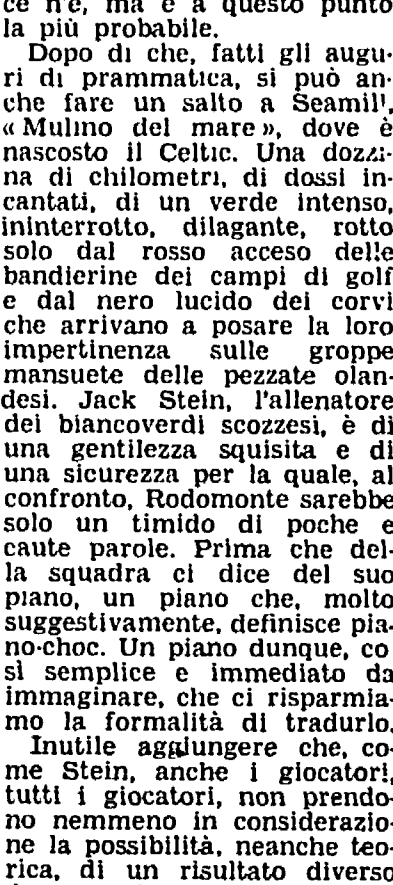 ce n'è, ma è a questo punto
la più probabile.
Dopo di che, fatti gli augu-
ri di prammatica, si può an-
che fare un salto a Seamil',
« Mulino del mare », dove è
nascosto il Celtic. Una dozzi-
na di chilometri, di dossi in-
cantati, di un verde intenso,
ininterrotto, dilagante, rotto
solo dal rosso acceso delle
bandierine dei campi di golf
e dal nero lucido dei corvi
che arrivano a posare la loro
impertinenza sulle groppe
mansuete delle pezzate olan-
desi. Jack Stein, l'allenatore
dei biancoverdi scozzesi, è di
una gentilezza squisita e di
una sicurezza per la quale, al
confronto, Rodomonte sarebbe
solo un timido di poche e
caute parole. Prima che del-
la squadra ci dice del suo
piano, un piano che, molto
suggestivamente, definisce pia-
no-choc. Un piano dunque, co
sì semplice e immediato da
immaginare, che ci risparmia-
mo la formalità di tradurlo.
Inutile aggiungere che, co-
me Stein, anche i giocatori,
tutti i giocatori, non prendo-
no nemmeno in considerazio-
ne la possibilità, neanche teo-
rica, di un risultato diverso